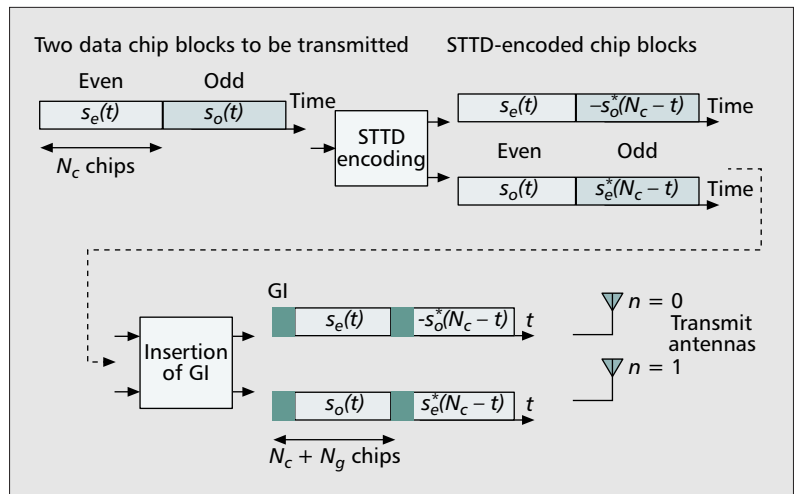 Two data chip blocks to be transmitted
STTD-encoded chip blocks
Even Odd
s_e(t) s_o(t) Time
N_c chips
STTD
encoding
s_e(t) –s_o^*(N_c – t) Time
Even Odd
s_o(t) s_e^*(N_c – t) Time
Insertion
of GI
GI
s_e(t) -s_o^*(N_c – t) t
s_o(t) s_e^*(N_c – t) t
N_c + N_g chips
n = 0
Transmit
antennas
n = 1